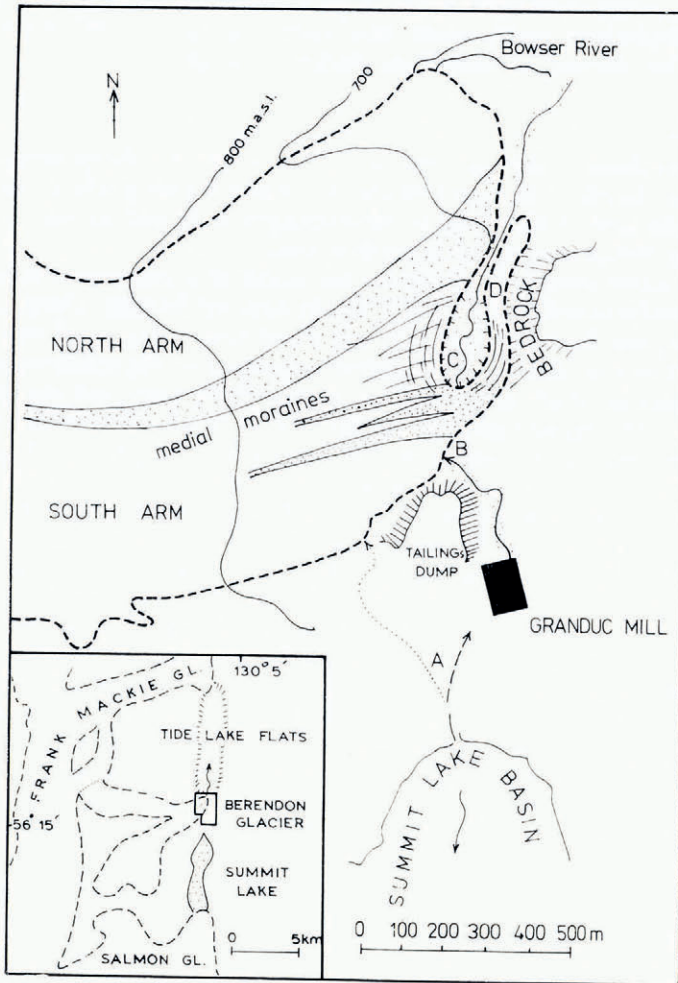 Bowser River
N
700
800 m.a.s.l.
NORTH ARM
D
C
BEDROCK
medial moraines
B
SOUTH ARM
TAILINGS DUMP
GRANDUC MILL
A
SUMMIT LAKE BASIN
0 100 200 300 400 500 m
130° 5'
FRANK MACKIE GL.
TIDE LAKE FLATS
56° 15'
BERENDON
GLACIER
SUMMIT
LAKE
0 5km
SALMON GL.